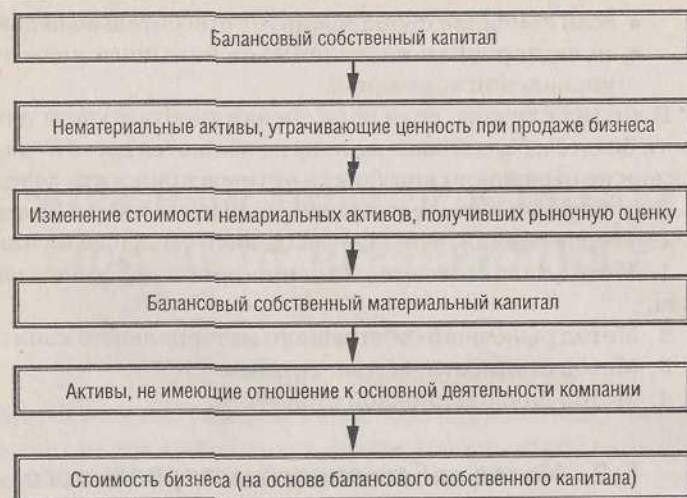 Балансовый собственный капитал
Нематериальные активы, утрачивающие ценность при продаже бизнеса
Изменение стоимости немариальных активов, получивших рыночную оценку
Балансовый собственный материальный капитал
Активы, не имеющие отношение к основной деятельности компании
Стоимость бизнеса (на основе балансового собственного капитала)